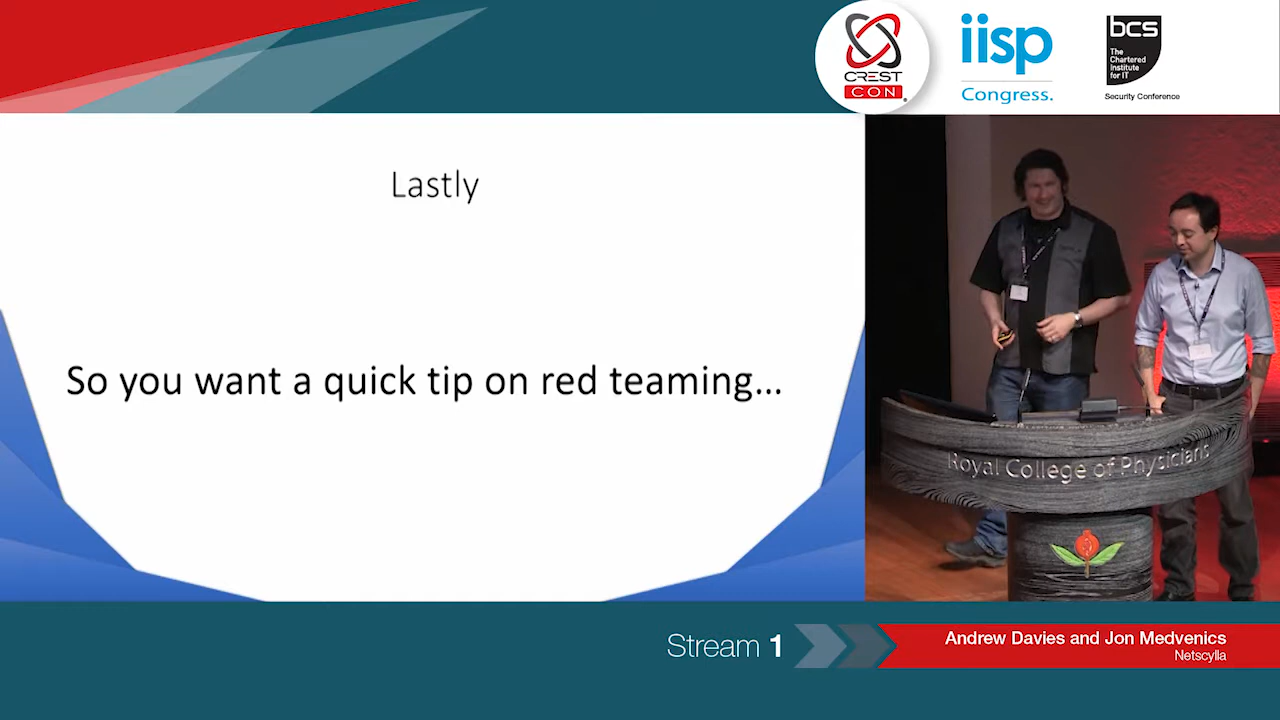 CREST
CON
iisp
Congress.
bcs
The
Chartered
Institute
for IT
Security Conference
Lastly
So you want a quick tip on red teaming...
Royal College of Physicians
Stream 1
Andrew Davies and Jon Medvenics
Netscylla